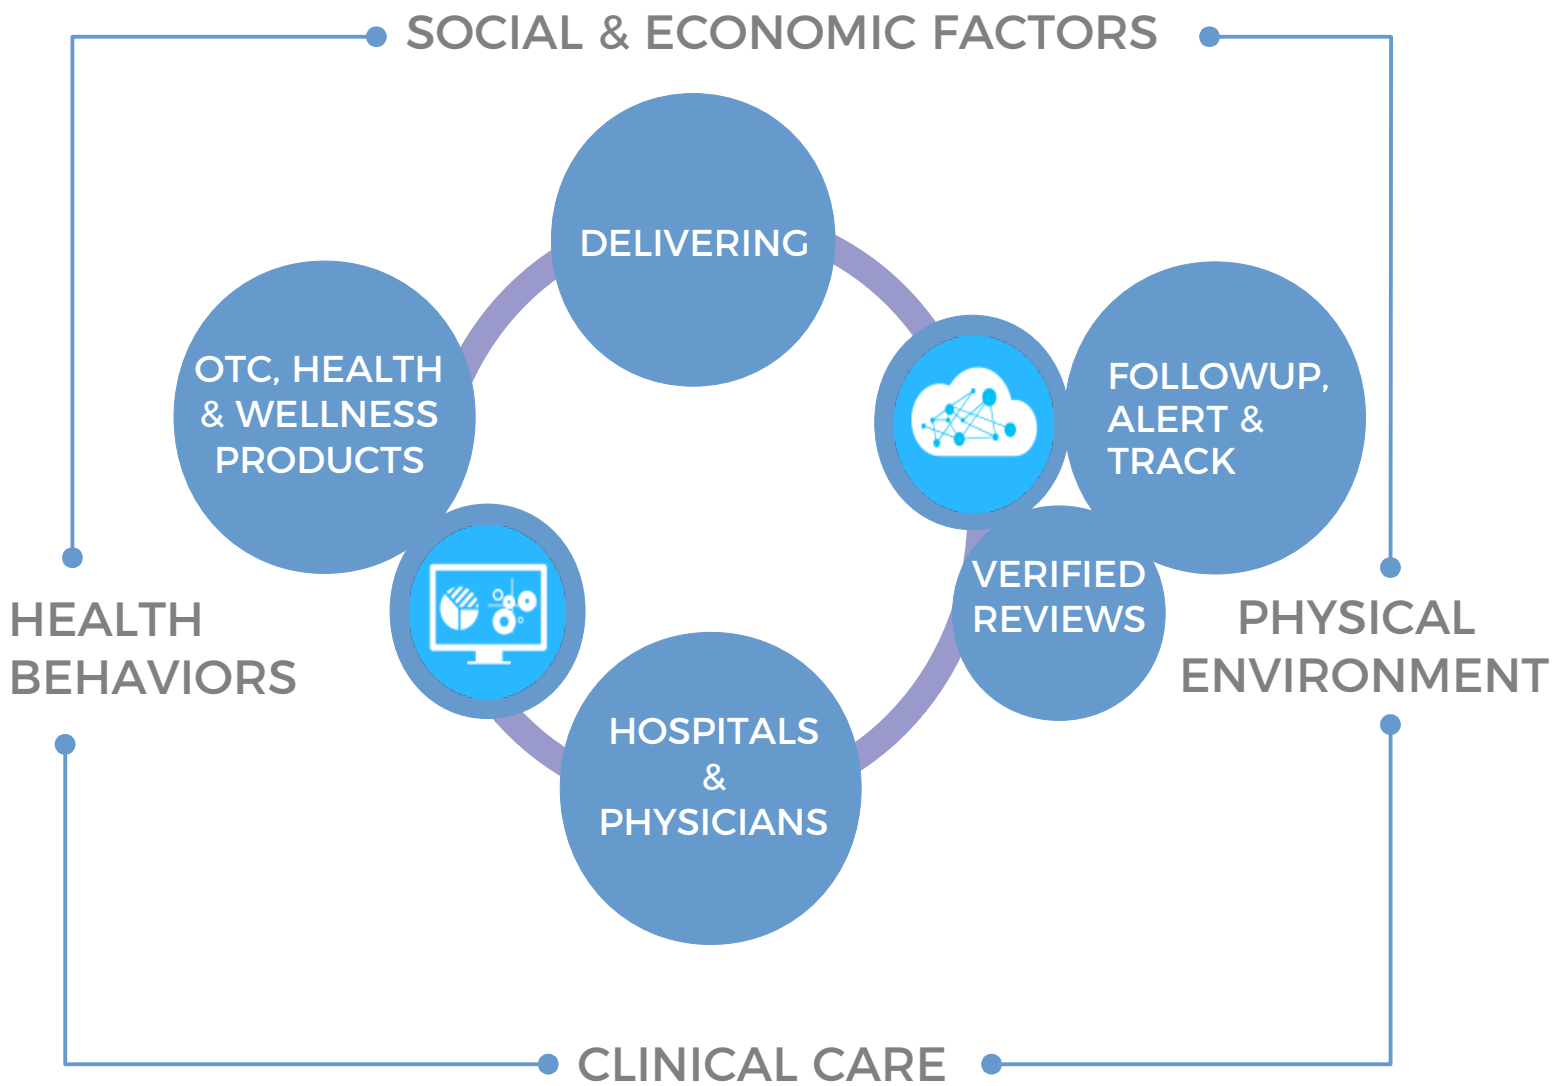 SOCIAL & ECONOMIC FACTORS
DELIVERING
OTC, HEALTH
& WELLNESS
PRODUCTS
FOLLOWUP,
ALERT &
TRACK
VERIFIED
REVIEWS
HEALTH
BEHAVIORS
PHYSICAL
ENVIRONMENT
HOSPITALS
&
PHYSICIANS
CLINICAL CARE